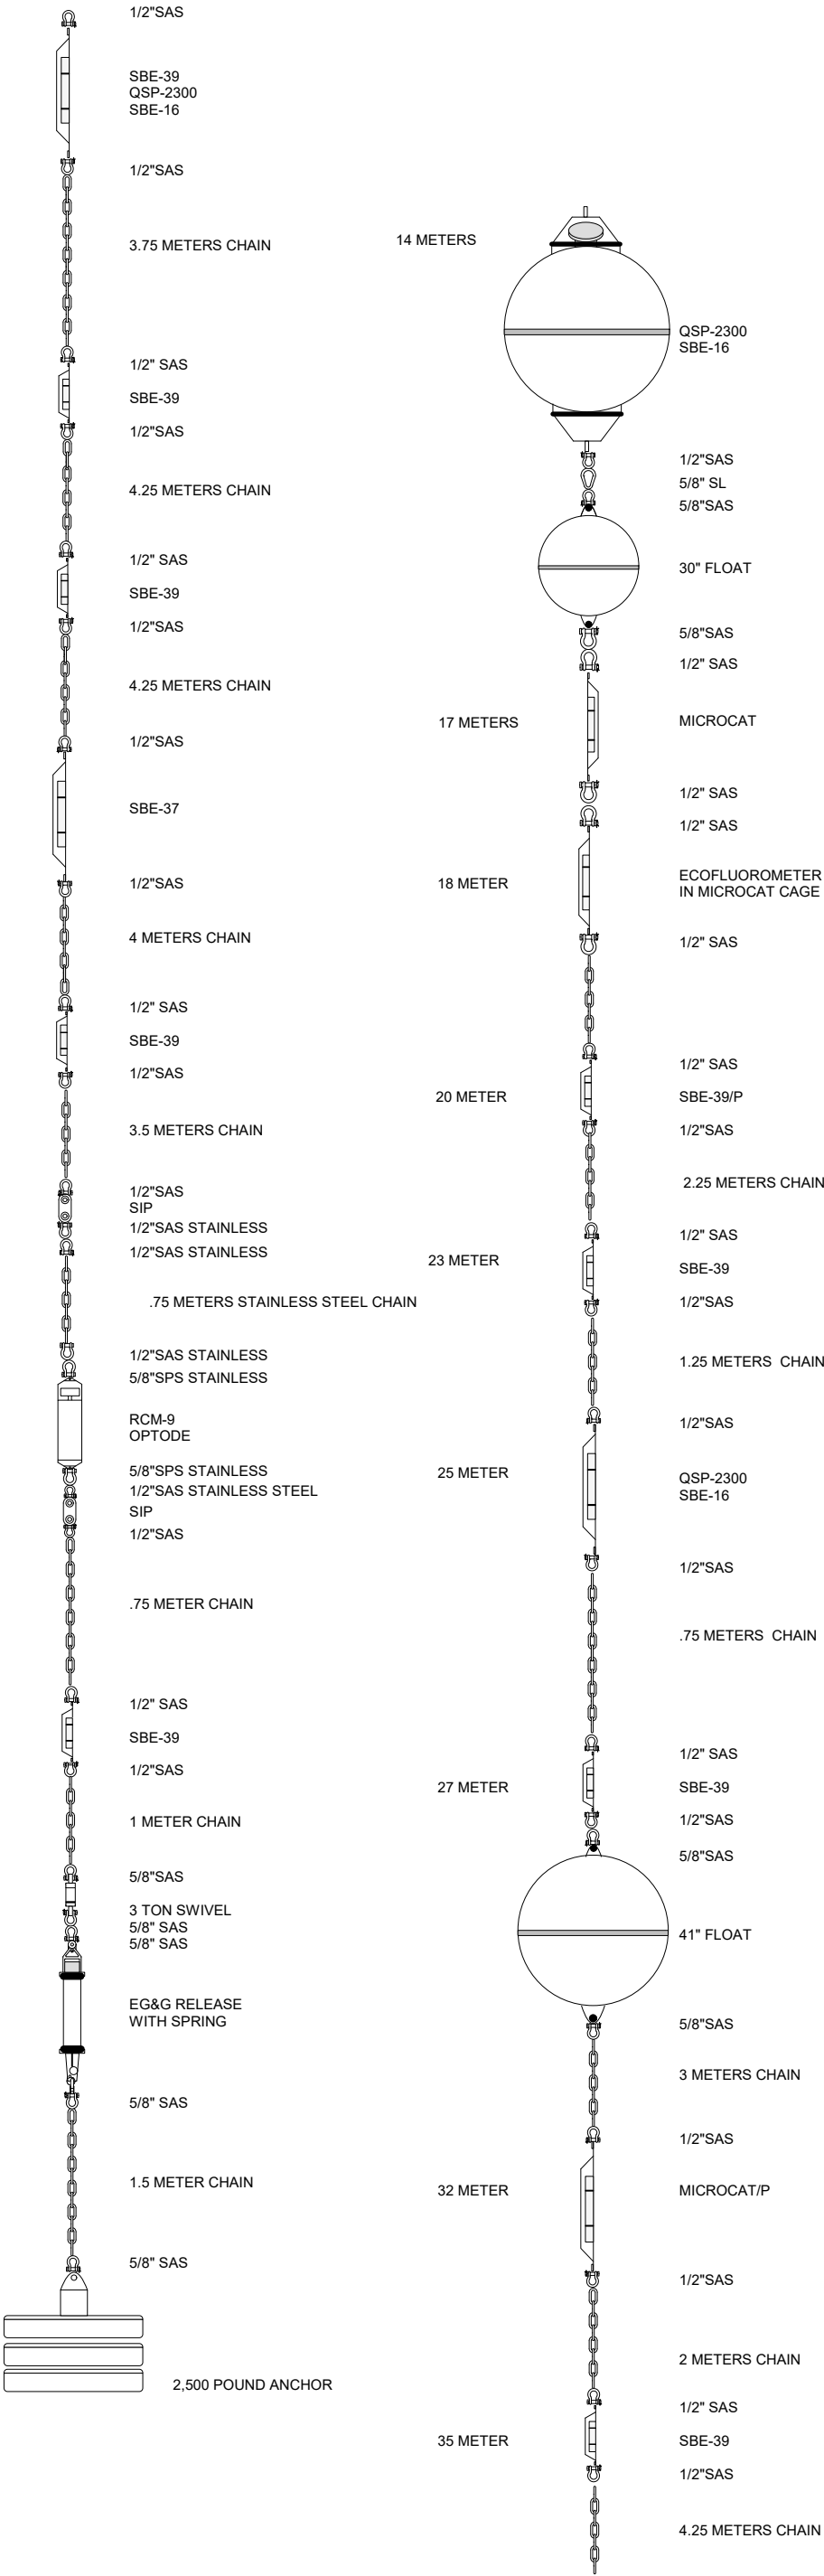 1/2"SAS
SBE-39
QSP-2300
SBE-16
1/2"SAS
3.75 METERS CHAIN
1/2" SAS
SBE-39
1/2"SAS
4.25 METERS CHAIN
1/2" SAS
SBE-39
1/2"SAS
4.25 METERS CHAIN
1/2"SAS
SBE-37
1/2"SAS
4 METERS CHAIN
1/2" SAS
SBE-39
1/2"SAS
3.5 METERS CHAIN
1/2"SAS
SIP
1/2"SAS STAINLESS
1/2"SAS STAINLESS
.75 METERS STAINLESS STEEL CHAIN
1/2"SAS STAINLESS
5/8"SPS STAINLESS
RCM-9
OPTODE
5/8"SPS STAINLESS
1/2"SAS STAINLESS STEEL
SIP
1/2"SAS
.75 METER CHAIN
1/2" SAS
SBE-39
1/2"SAS
1 METER CHAIN
5/8"SAS
3 TON SWIVEL
5/8" SAS
5/8" SAS
EG&G RELEASE
WITH SPRING
5/8" SAS
1.5 METER CHAIN
5/8" SAS
2,500 POUND ANCHOR
14 METERS
QSP-2300
SBE-16
1/2"SAS
5/8" SL
5/8"SAS
30" FLOAT
5/8"SAS
1/2" SAS
17 METERS
MICROCAT
1/2" SAS
1/2" SAS
18 METER
ECOFLUOROMETER
IN MICROCAT CAGE
1/2" SAS
1/2" SAS
20 METER
SBE-39/P
1/2"SAS
2.25 METERS CHAIN
1/2" SAS
23 METER
SBE-39
1/2"SAS
1.25 METERS CHAIN
1/2"SAS
25 METER
QSP-2300
SBE-16
1/2"SAS
.75 METERS CHAIN
1/2" SAS
27 METER
SBE-39
1/2"SAS
5/8"SAS
41" FLOAT
5/8"SAS
3 METERS CHAIN
1/2"SAS
32 METER
MICROCAT/P
1/2"SAS
2 METERS CHAIN
1/2" SAS
35 METER
SBE-39
1/2"SAS
4.25 METERS CHAIN